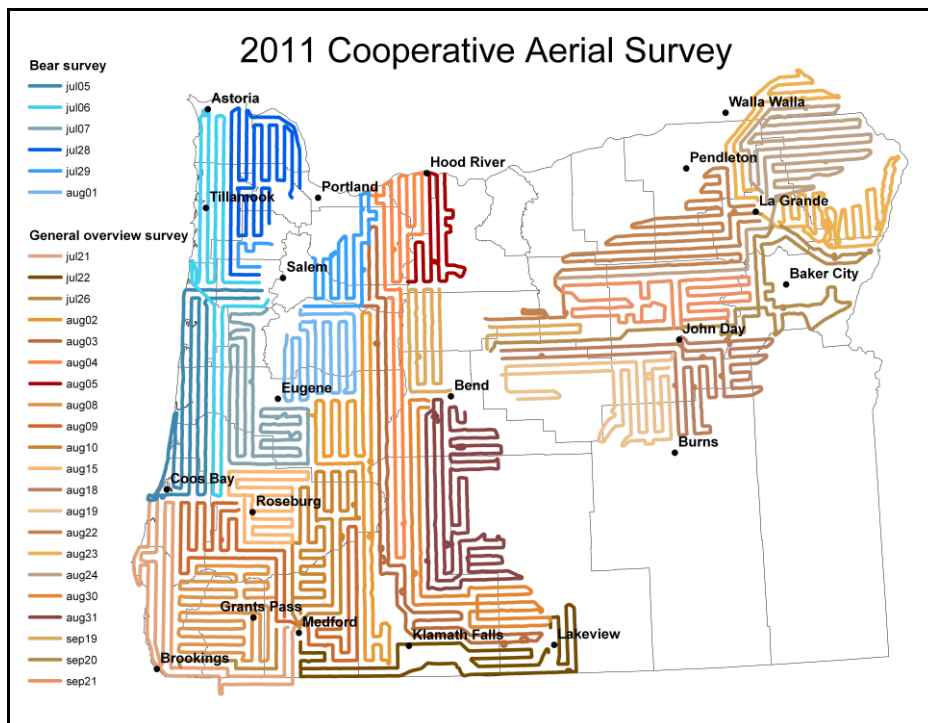 2011 Cooperative Aerial Survey
Bear survey
jul05
jul06
jul07
jul28
jul29
aug01
General overview survey
jul21
jul22
jul26
aug02
aug03
aug04
aug05
aug08
aug09
aug10
aug15
aug18
aug19
aug22
aug23
aug24
aug30
aug31
sep19
sep20
sep21
Astoria
Walla Walla
Hood River
Pendleton
Portland
Tillamook
La Grande
Salem
Baker City
John Day
Eugene
Bend
Burns
Coos Bay
Roseburg
Grants Pass
Medford
Klamath Falls
Lakeview
Brookings